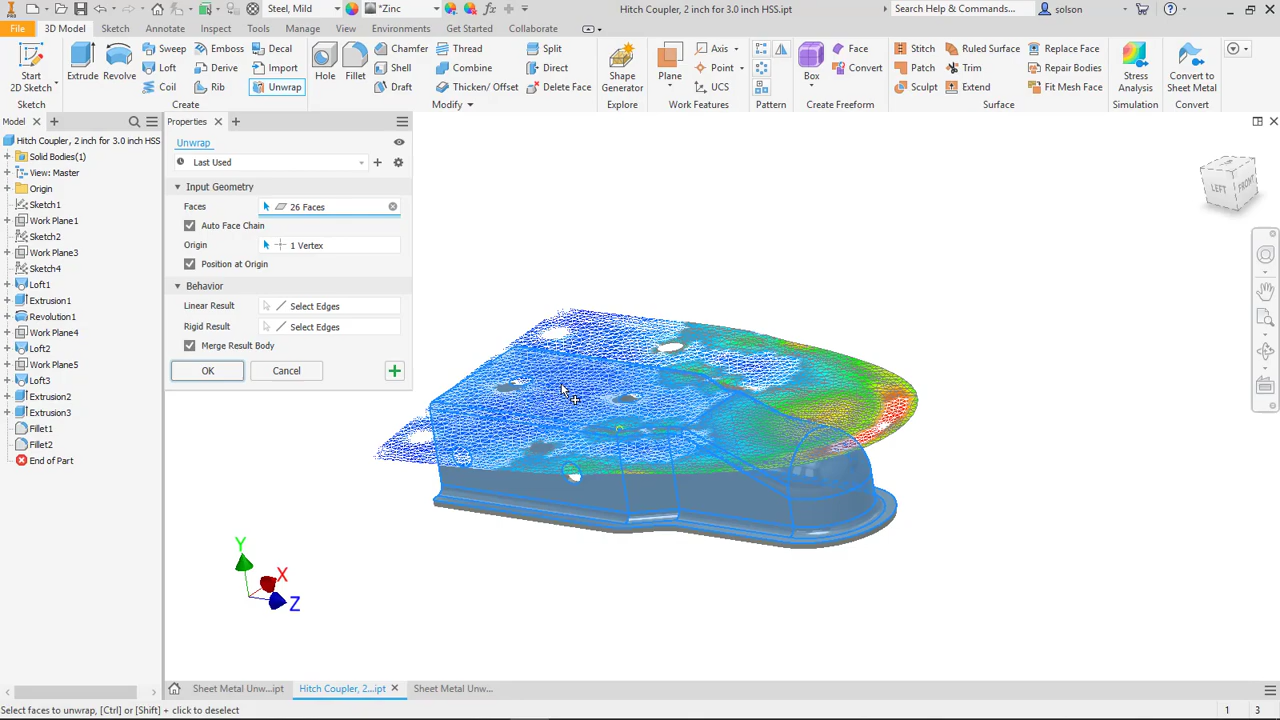 Steel, Mild
*Zinc
Hitch Coupler, 2 inch for 3.0 inch HSS.ipt
Search Help & Commands...
solson
File
3D Model
Sketch
Annotate
Inspect
Tools
Manage
View
Environments
Get Started
Collaborate
Start
2D Sketch
Extrude
Revolve
Sweep
Emboss
Decal
Loft
Derive
Import
Coil
Rib
Unwrap
Hole
Fillet
Chamfer
Thread
Split
Shell
Combine
Direct
Draft
Thicken/ Offset
Delete Face
Shape
Generator
Plane
Axis
Point
UCS
Box
Face
Convert
Stitch
Ruled Surface
Replace Face
Patch
Trim
Repair Bodies
Sculpt
Extend
Fit Mesh Face
Stress
Analysis
Convert to
Sheet Metal
Sketch
Create
Modify
Explore
Work Features
Pattern
Create Freeform
Surface
Simulation
Convert
Model
Hitch Coupler, 2 inch for 3.0 inch HSS
Solid Bodies(1)
View: Master
Origin
Sketch1
Work Plane1
Sketch2
Work Plane3
Sketch4
Loft1
Extrusion1
Revolution1
Work Plane4
Loft2
Work Plane5
Loft3
Extrusion2
Extrusion3
Fillet1
Fillet2
End of Part
Properties
Unwrap
Last Used
Input Geometry
Faces
26 Faces
Auto Face Chain
Origin
1 Vertex
Position at Origin
Behavior
Linear Result
Select Edges
Rigid Result
Select Edges
Merge Result Body
OK
Cancel
LEFT
FRONT
Y
X
Z
Sheet Metal Unw...ipt
Hitch Coupler, 2...ipt
Sheet Metal Unw...
Select faces to unwrap, [Ctrl] or [Shift] + click to deselect
1
3